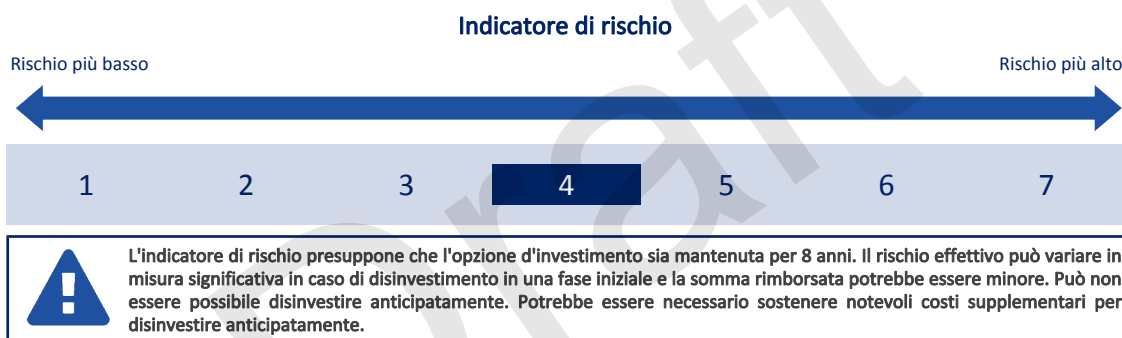 Indicatore di rischio
Rischio più basso
Rischio più alto
1 2 3 4 5 6 7
L'indicatore di rischio presuppone che l'opzione d'investimento sia mantenuta per 8 anni. Il rischio effettivo può variare in
misura significativa in caso di disinvestimento in una fase iniziale e la somma rimborsata potrebbe essere minore. Può non
essere possibile disinvestire anticipatamente. Potrebbe essere necessario sostenere notevoli costi supplementari per
disinvestire anticipatamente.
Draft